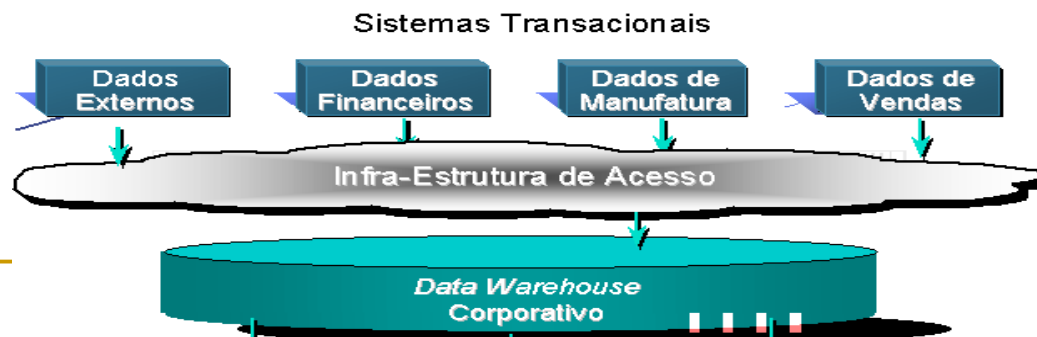 Sistemas Transacionais
Dados
Externos
Dados
Financeiros
Dados de
Manufatura
Dados de
Vendas
Infra-Estrutura de Acesso
Data Warehouse
Corporativo